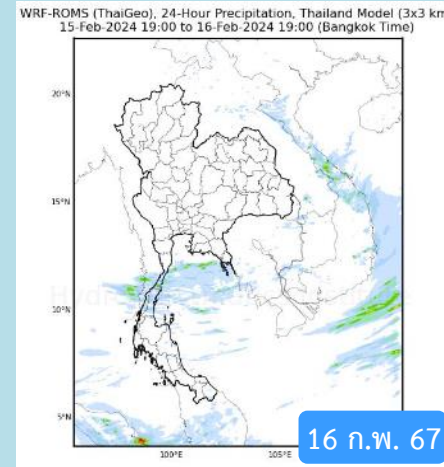 WRF-ROMS (ThaiGeo), 24-Hour Precipitation, Thailand Model (3x3 km
15-Feb-2024 19:00 to 16-Feb-2024 19:00 (Bangkok Time)
20°N
15°N
10°N
5°N
100°E
105°E
16 ก.พ. 67